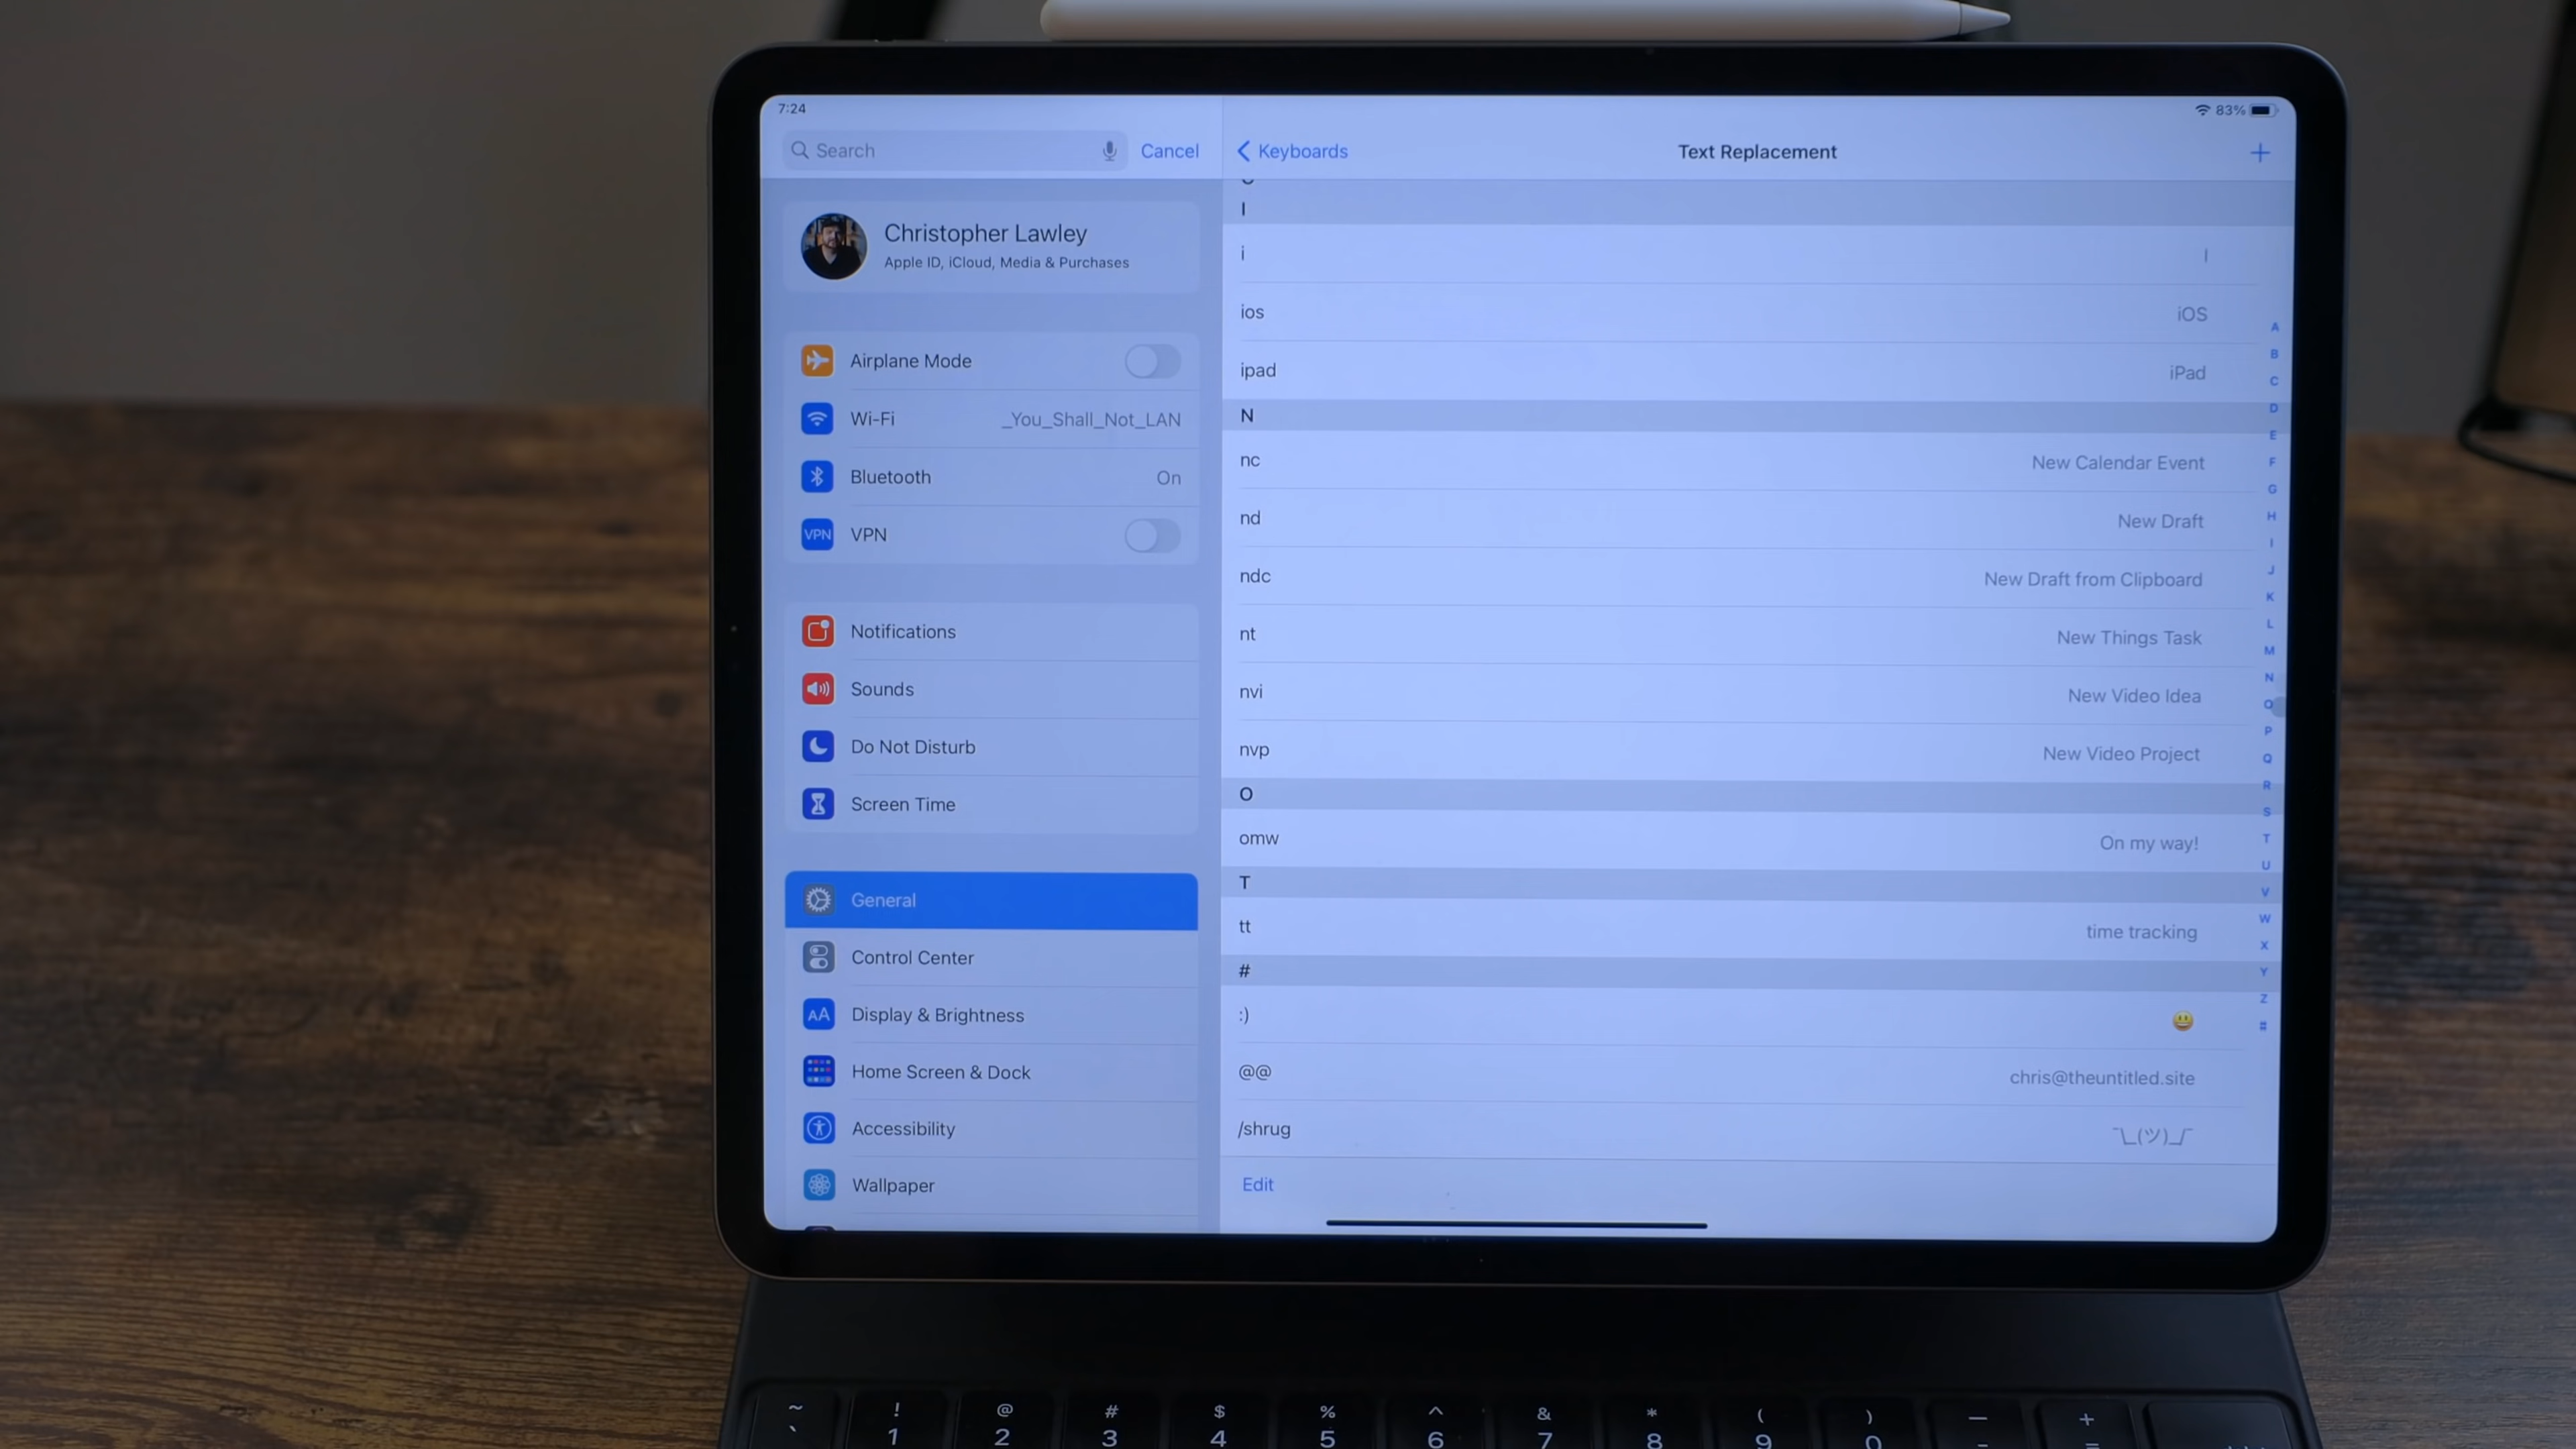 7:24
83%
Search
Cancel
Keyboards
Text Replacement
+
Christopher Lawley
Apple ID, iCloud, Media & Purchases
Airplane Mode
Wi-Fi _You_Shall_Not_LAN
Bluetooth On
VPN VPN
Notifications
Sounds
Do Not Disturb
Screen Time
General
Control Center
AA Display & Brightness
Home Screen & Dock
Accessibility
Wallpaper
I
i I
ios iOS
ipad iPad
N
nc New Calendar Event
nd New Draft
ndc New Draft from Clipboard
nt New Things Task
nvi New Video Idea
nvp New Video Project
O
omw On my way!
T
tt time tracking
#
:) 😃
@@ chris@theuntitled.site
/shrug ¯\_(ツ)_/¯
Edit
A
B
C
D
E
F
G
H
I
J
K
L
M
N
O
P
Q
R
S
T
U
V
W
X
Y
Z
#
~ ! @ # $ % ^ & * ( ) — +
` 1 2 3 4 5 6 7 8 9 0 - =